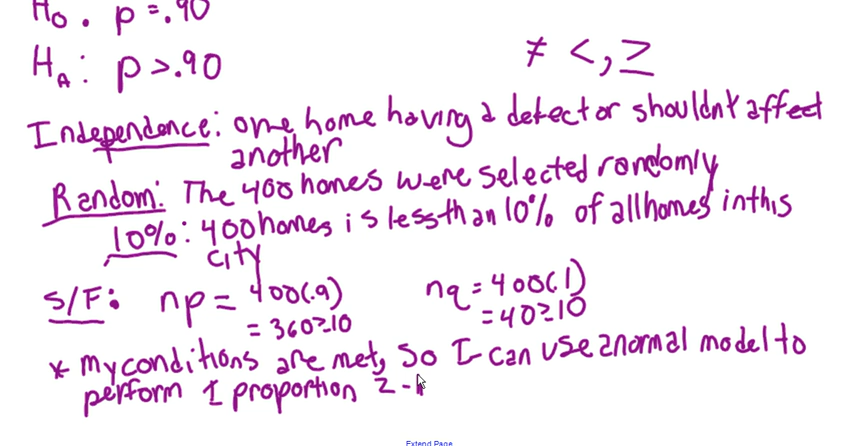 H₀. p = .90
Hₐ: p > .90
≠ <, ≥
Independence: one home having a detector shouldn't affect
another
Random: The 400 homes were selected randomly
10%: 400 homes is less than 10% of all homes in this
city
S/F: np = 400(.9)
= 360 ≥ 10
nq = 400(.1)
= 40 ≥ 10
* my conditions are met, so I can use a normal model to
perform 1 proportion z-
Extend Page